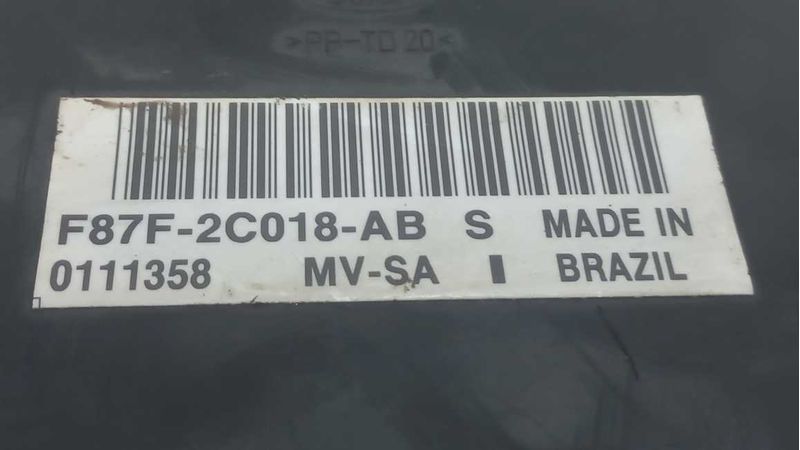 >PP-TD 20<
F87F-2C018-AB S MADE IN
0111358 MV-SA BRAZIL